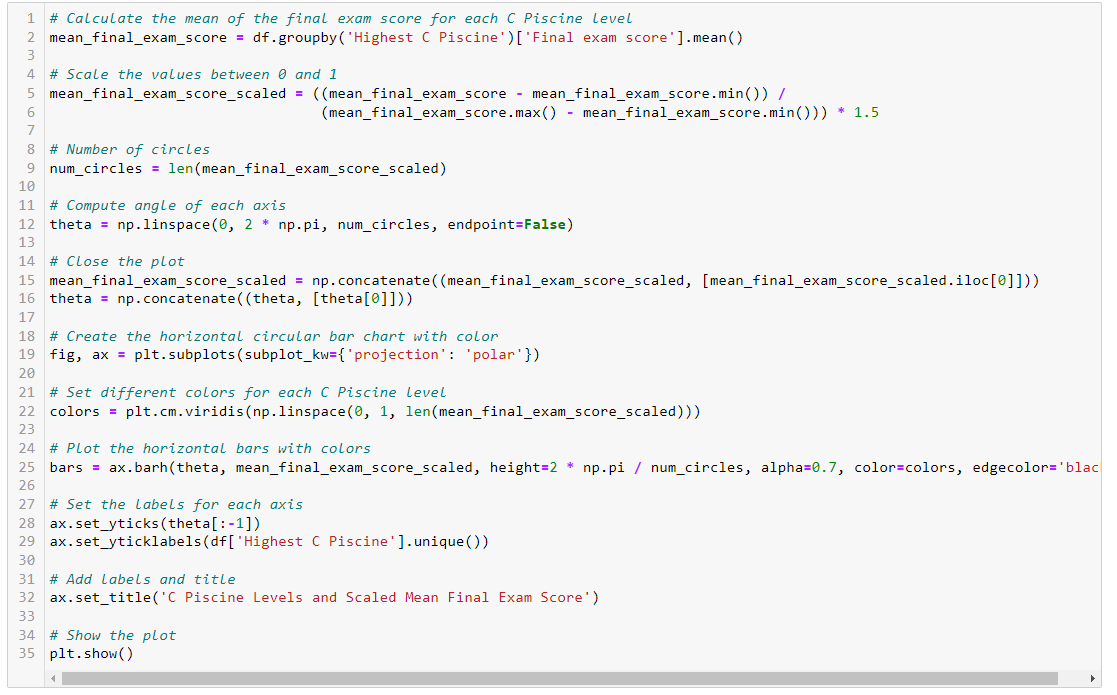 1 # Calculate the mean of the final exam score for each C Piscine level
2 mean_final_exam_score = df.groupby('Highest C Piscine')['Final exam score'].mean()
3
4 # Scale the values between 0 and 1
5 mean_final_exam_score_scaled = ((mean_final_exam_score - mean_final_exam_score.min()) /
6                                 (mean_final_exam_score.max() - mean_final_exam_score.min())) * 1.5
7
8 # Number of circles
9 num_circles = len(mean_final_exam_score_scaled)
10
11 # Compute angle of each axis
12 theta = np.linspace(0, 2 * np.pi, num_circles, endpoint=False)
13
14 # Close the plot
15 mean_final_exam_score_scaled = np.concatenate((mean_final_exam_score_scaled, [mean_final_exam_score_scaled.iloc[0]]))
16 theta = np.concatenate((theta, [theta[0]]))
17
18 # Create the horizontal circular bar chart with color
19 fig, ax = plt.subplots(subplot_kw={'projection': 'polar'})
20
21 # Set different colors for each C Piscine level
22 colors = plt.cm.viridis(np.linspace(0, 1, len(mean_final_exam_score_scaled)))
23
24 # Plot the horizontal bars with colors
25 bars = ax.barh(theta, mean_final_exam_score_scaled, height=2 * np.pi / num_circles, alpha=0.7, color=colors, edgecolor='blac
26
27 # Set the labels for each axis
28 ax.set_yticks(theta[:-1])
29 ax.set_yticklabels(df['Highest C Piscine'].unique())
30
31 # Add labels and title
32 ax.set_title('C Piscine Levels and Scaled Mean Final Exam Score')
33
34 # Show the plot
35 plt.show()